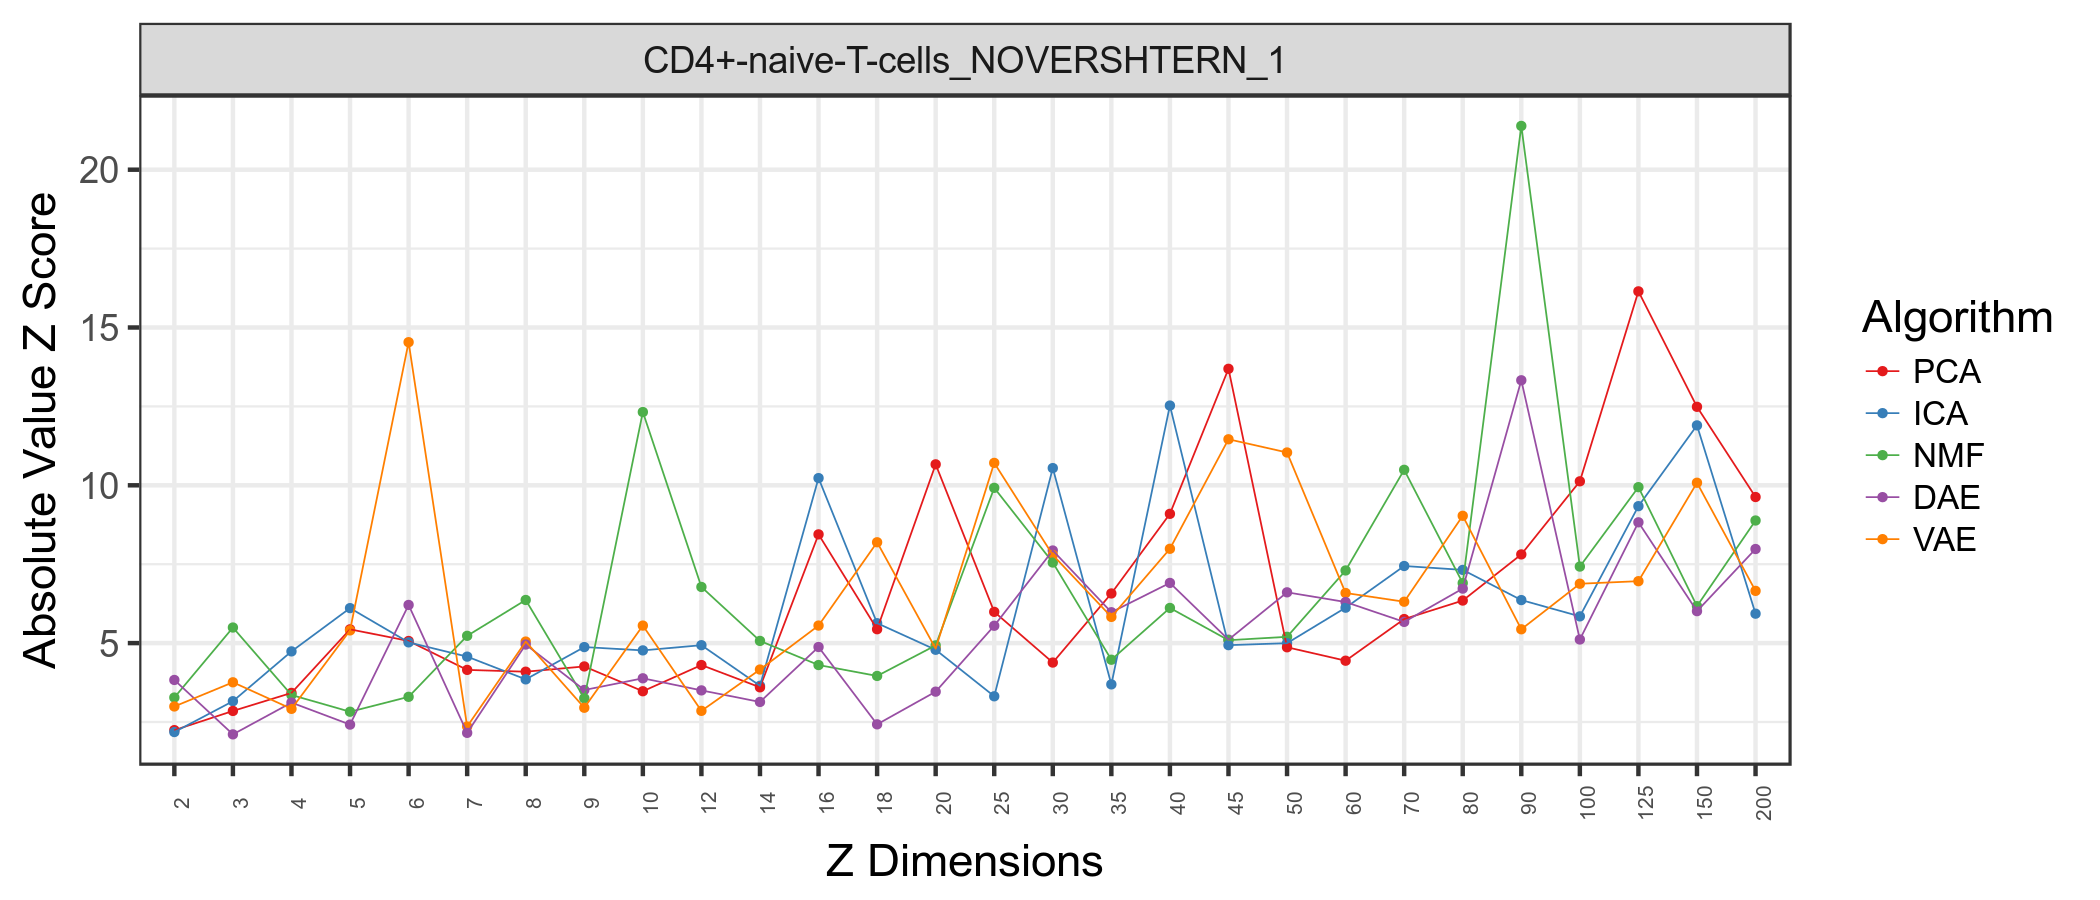 CD4+-naive-T-cells_NOVERSHTERN_1
Absolute Value Z Score
20
15
10
5
2 3 4 5 6 7 8 9 10 12 14 16 18 20 25 30 35 40 45 50 60 70 80 90 100 125 150 200
Z Dimensions
Algorithm
PCA
ICA
NMF
DAE
VAE